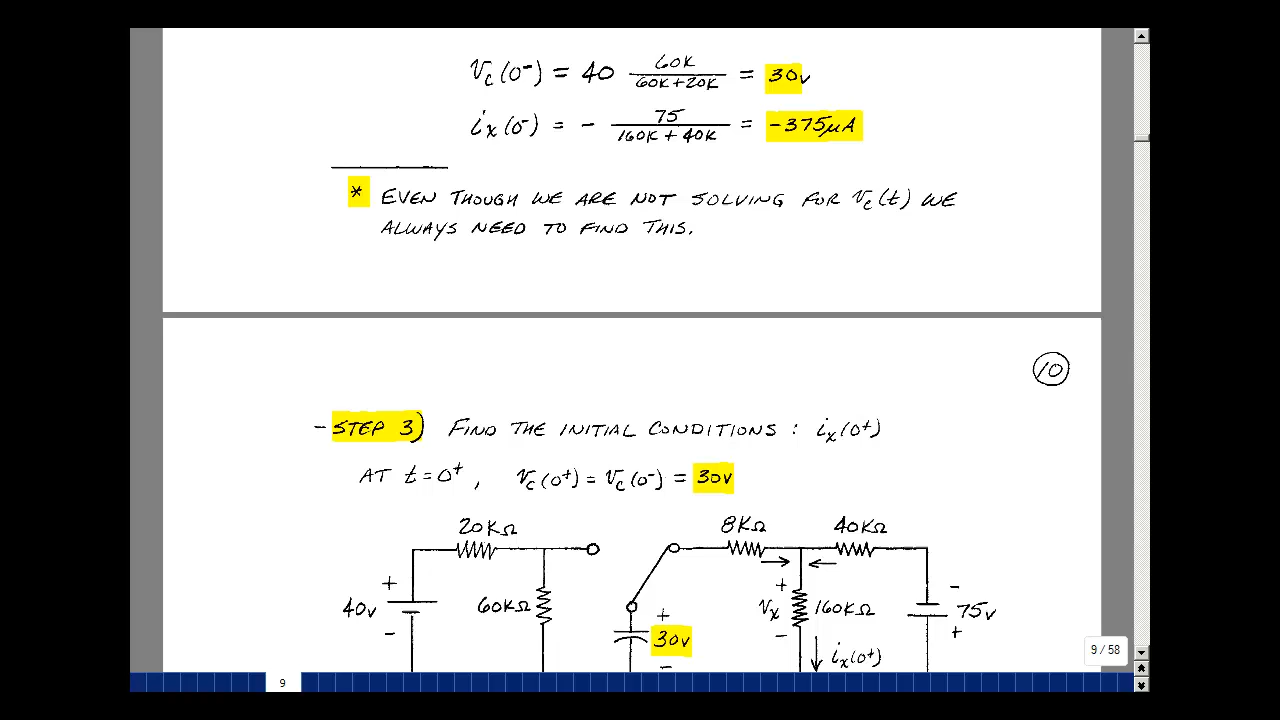 Vc(0⁻) = 40 60K/(60K+20K) = 30V
ix(0⁻) = - 75/(160K + 40K) = -375μA
* EVEN THOUGH WE ARE NOT SOLVING FOR Vc(t) WE
ALWAYS NEED TO FIND THIS.
10
- STEP 3) FIND THE INITIAL CONDITIONS: ix(0⁺)
AT t=0⁺, Vc(0⁺) = Vc(0⁻) = 30V
20KΩ 8KΩ 40KΩ
+ + -
40V 60KΩ Vx 160KΩ 75V
- + - +
30V ix(0⁺)
-
9 / 58
9